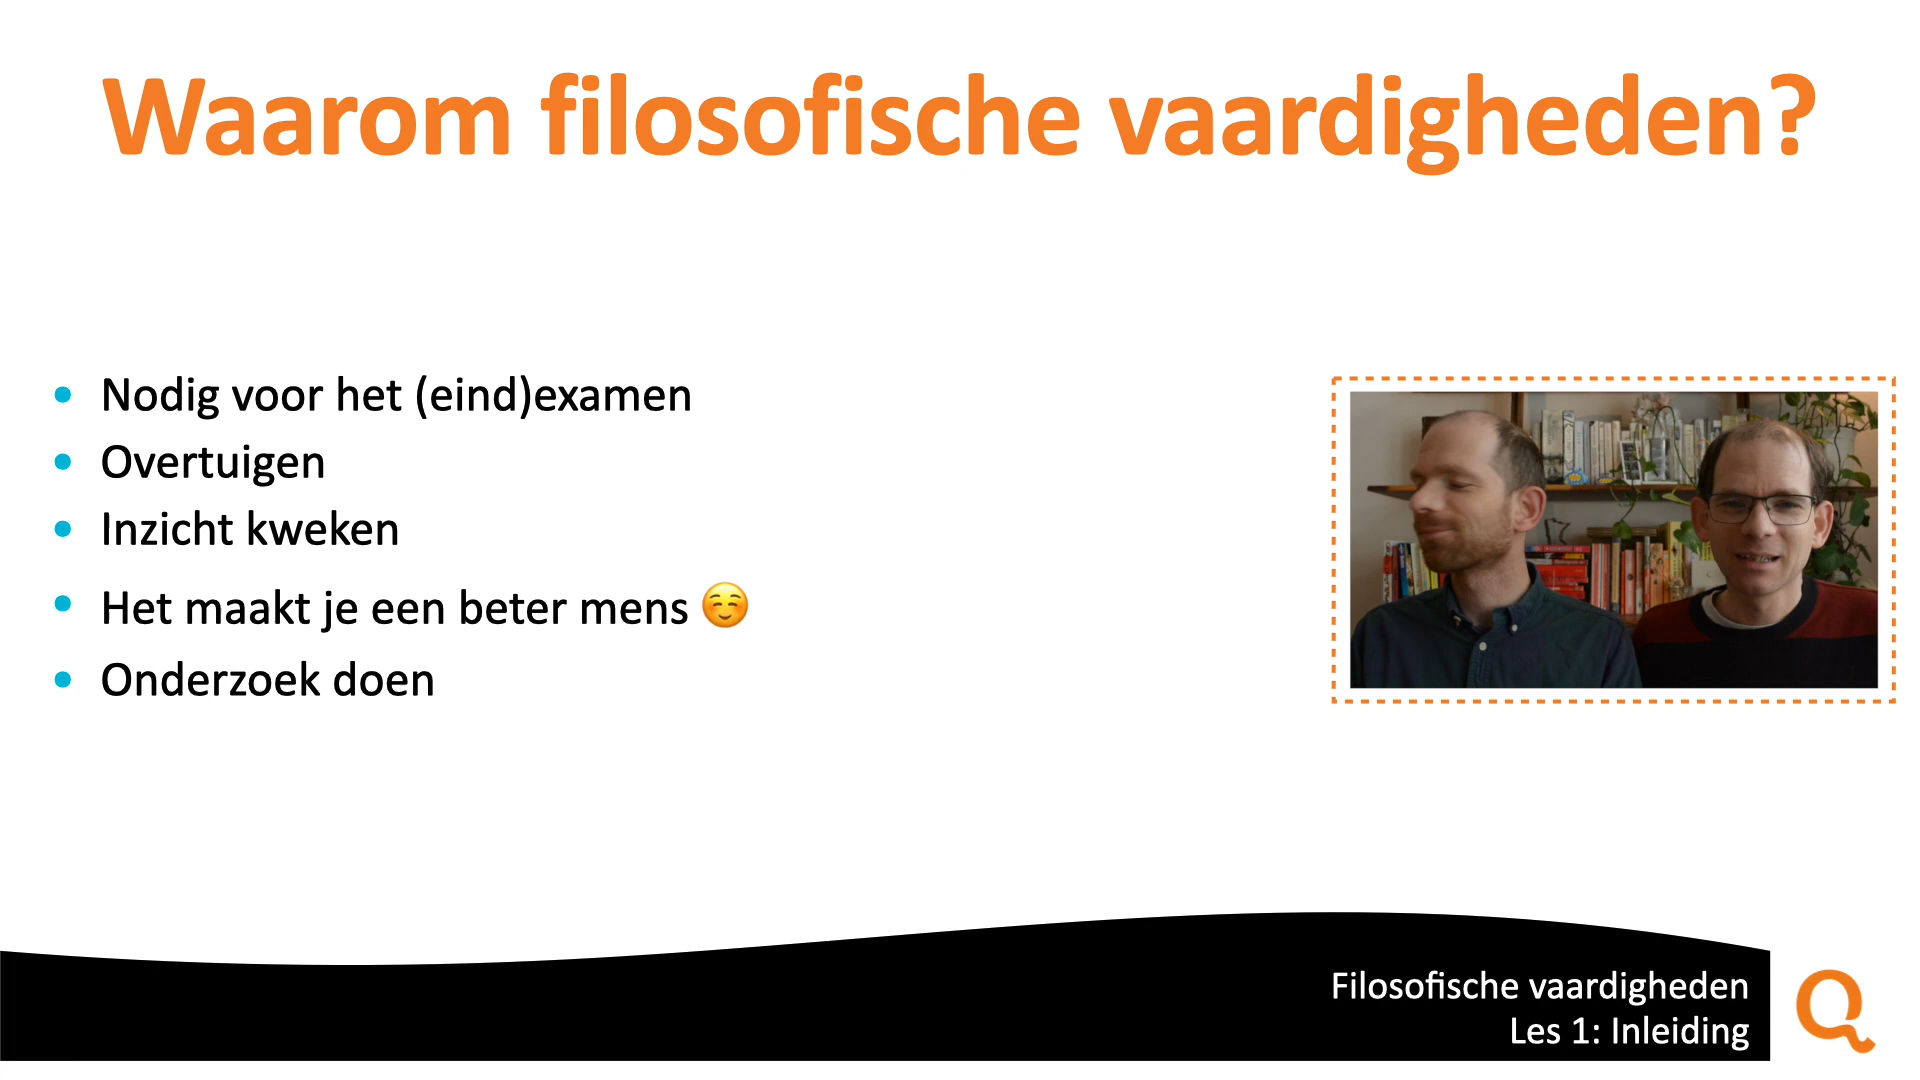 Waarom filosofische vaardigheden?
• Nodig voor het (eind)examen
• Overtuigen
• Inzicht kweken
• Het maakt je een beter mens ☺️
• Onderzoek doen
Filosofische vaardigheden
Les 1: Inleiding
Q